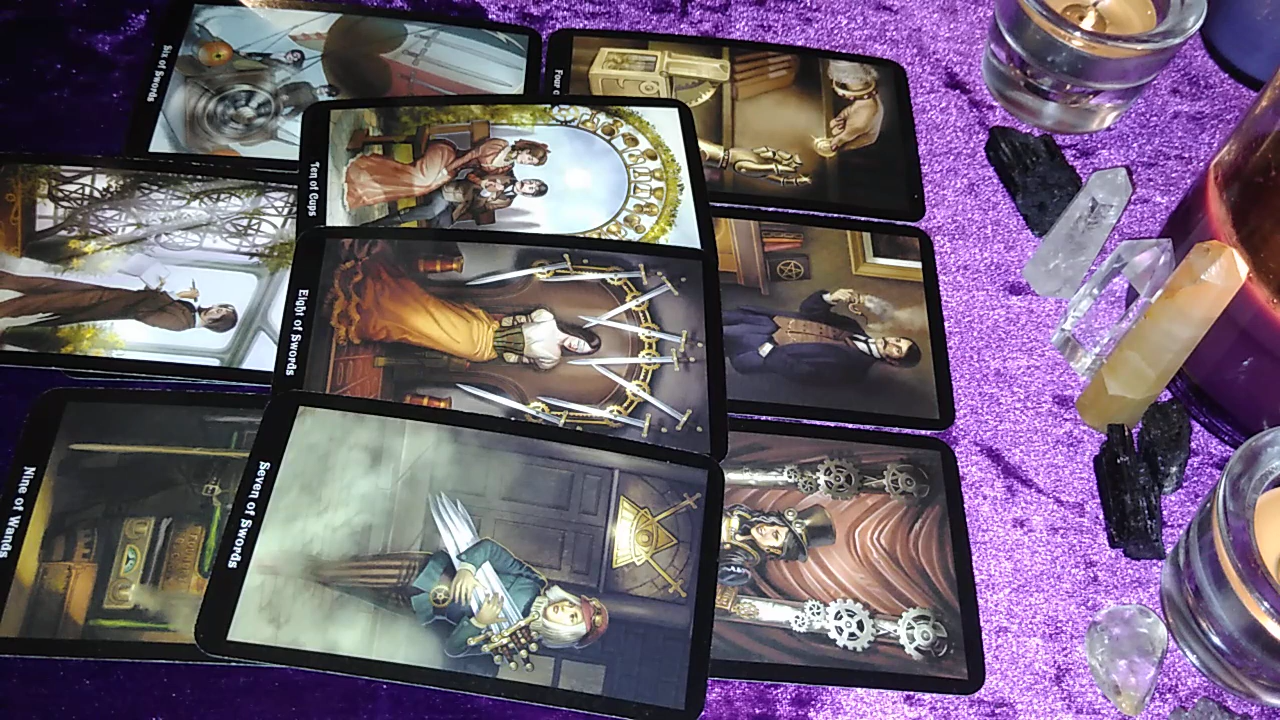 Six of Swords
Four o
Ten of Cups
Eight of Swords
Nine of Wands
Seven of Swords